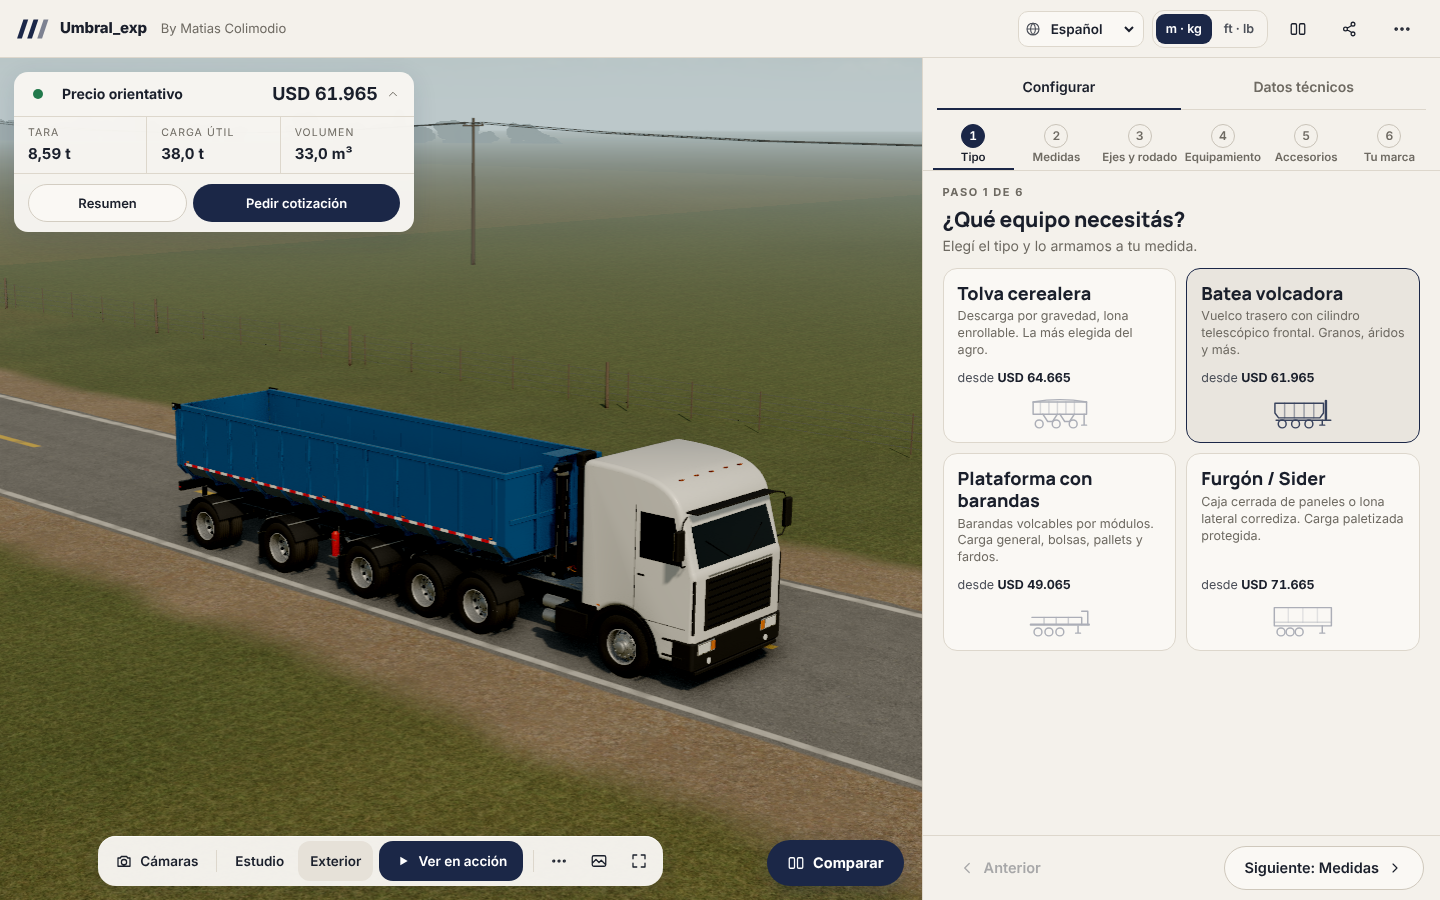 Umbral_exp
By Matias Colimodio
Español
m · kg
ft · lb
Precio orientativo
USD 61.965
TARA
8,59 t
CARGA ÚTIL
38,0 t
VOLUMEN
33,0 m³
Resumen
Pedir cotización
Configurar
Datos técnicos
1
Tipo
2
Medidas
3
Ejes y rodado
4
Equipamiento
5
Accesorios
6
Tu marca
PASO 1 DE 6
¿Qué equipo necesitás?
Elegí el tipo y lo armamos a tu medida.
Tolva cerealera
Descarga por gravedad, lona
enrollable. La más elegida del
agro.
desde USD 64.665
Batea volcadora
Vuelco trasero con cilindro
telescópico frontal. Granos, áridos
y más.
desde USD 61.965
Plataforma con
barandas
Barandas volcables por módulos.
Carga general, bolsas, pallets y
fardos.
desde USD 49.065
Furgón / Sider
Caja cerrada de paneles o lona
lateral corrediza. Carga paletizada
protegida.
desde USD 71.665
Cámaras
Estudio
Exterior
Ver en acción
Comparar
Anterior
Siguiente: Medidas